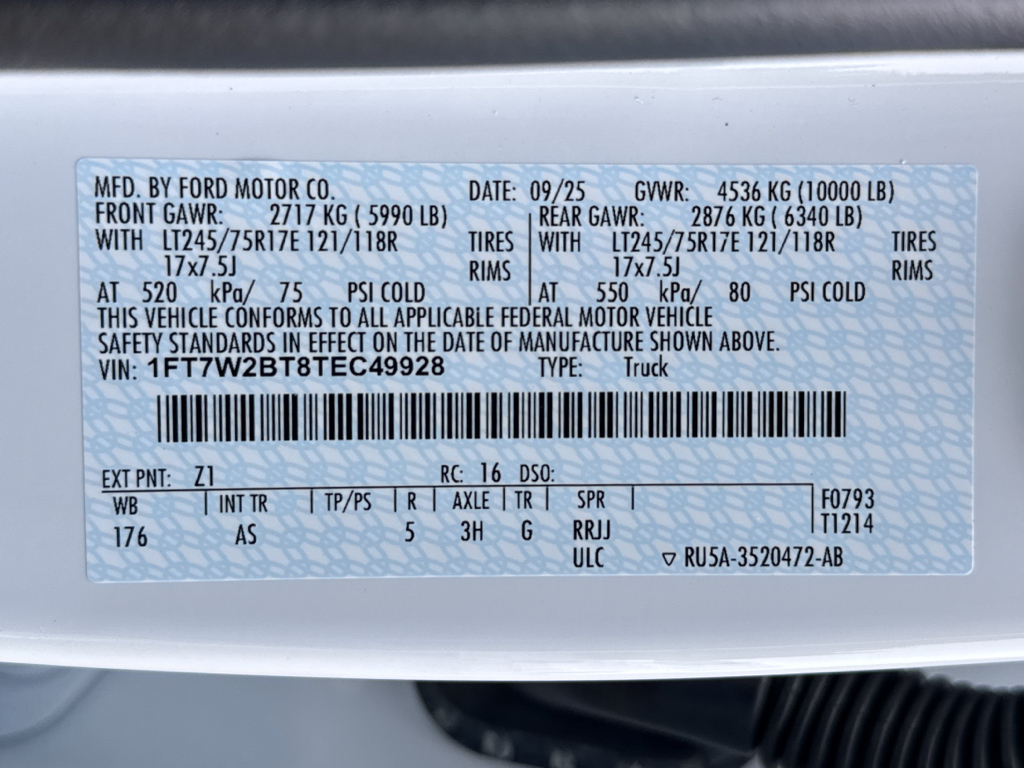 MFD. BY FORD MOTOR CO. DATE: 09/25 GVWR: 4536 KG (10000 LB)
FRONT GAWR: 2717 KG ( 5990 LB) REAR GAWR: 2876 KG ( 6340 LB)
WITH LT245/75R17E 121/118R TIRES WITH LT245/75R17E 121/118R TIRES
17x7.5J RIMS 17x7.5J RIMS
AT 520 kPa/ 75 PSI COLD AT 550 kPa/ 80 PSI COLD
THIS VEHICLE CONFORMS TO ALL APPLICABLE FEDERAL MOTOR VEHICLE
SAFETY STANDARDS IN EFFECT ON THE DATE OF MANUFACTURE SHOWN ABOVE.
VIN: 1FT7W2BT8TEC49928 TYPE: Truck
EXT PNT: Z1 RC: 16 DSO:
WB INT TR TP/PS R AXLE TR SPR F0793
176 AS 5 3H G RRJJ T1214
ULC ▽ RU5A-3520472-AB